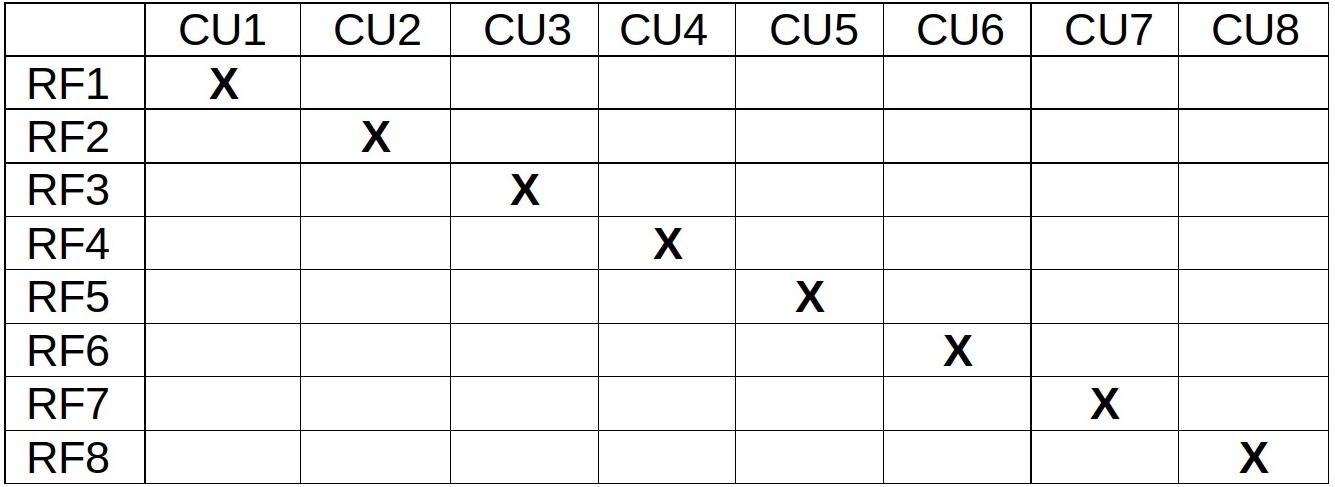 CU1 CU2 CU3 CU4 CU5 CU6 CU7 CU8
RF1 X
RF2 X
RF3 X
RF4 X
RF5 X
RF6 X
RF7 X
RF8 X